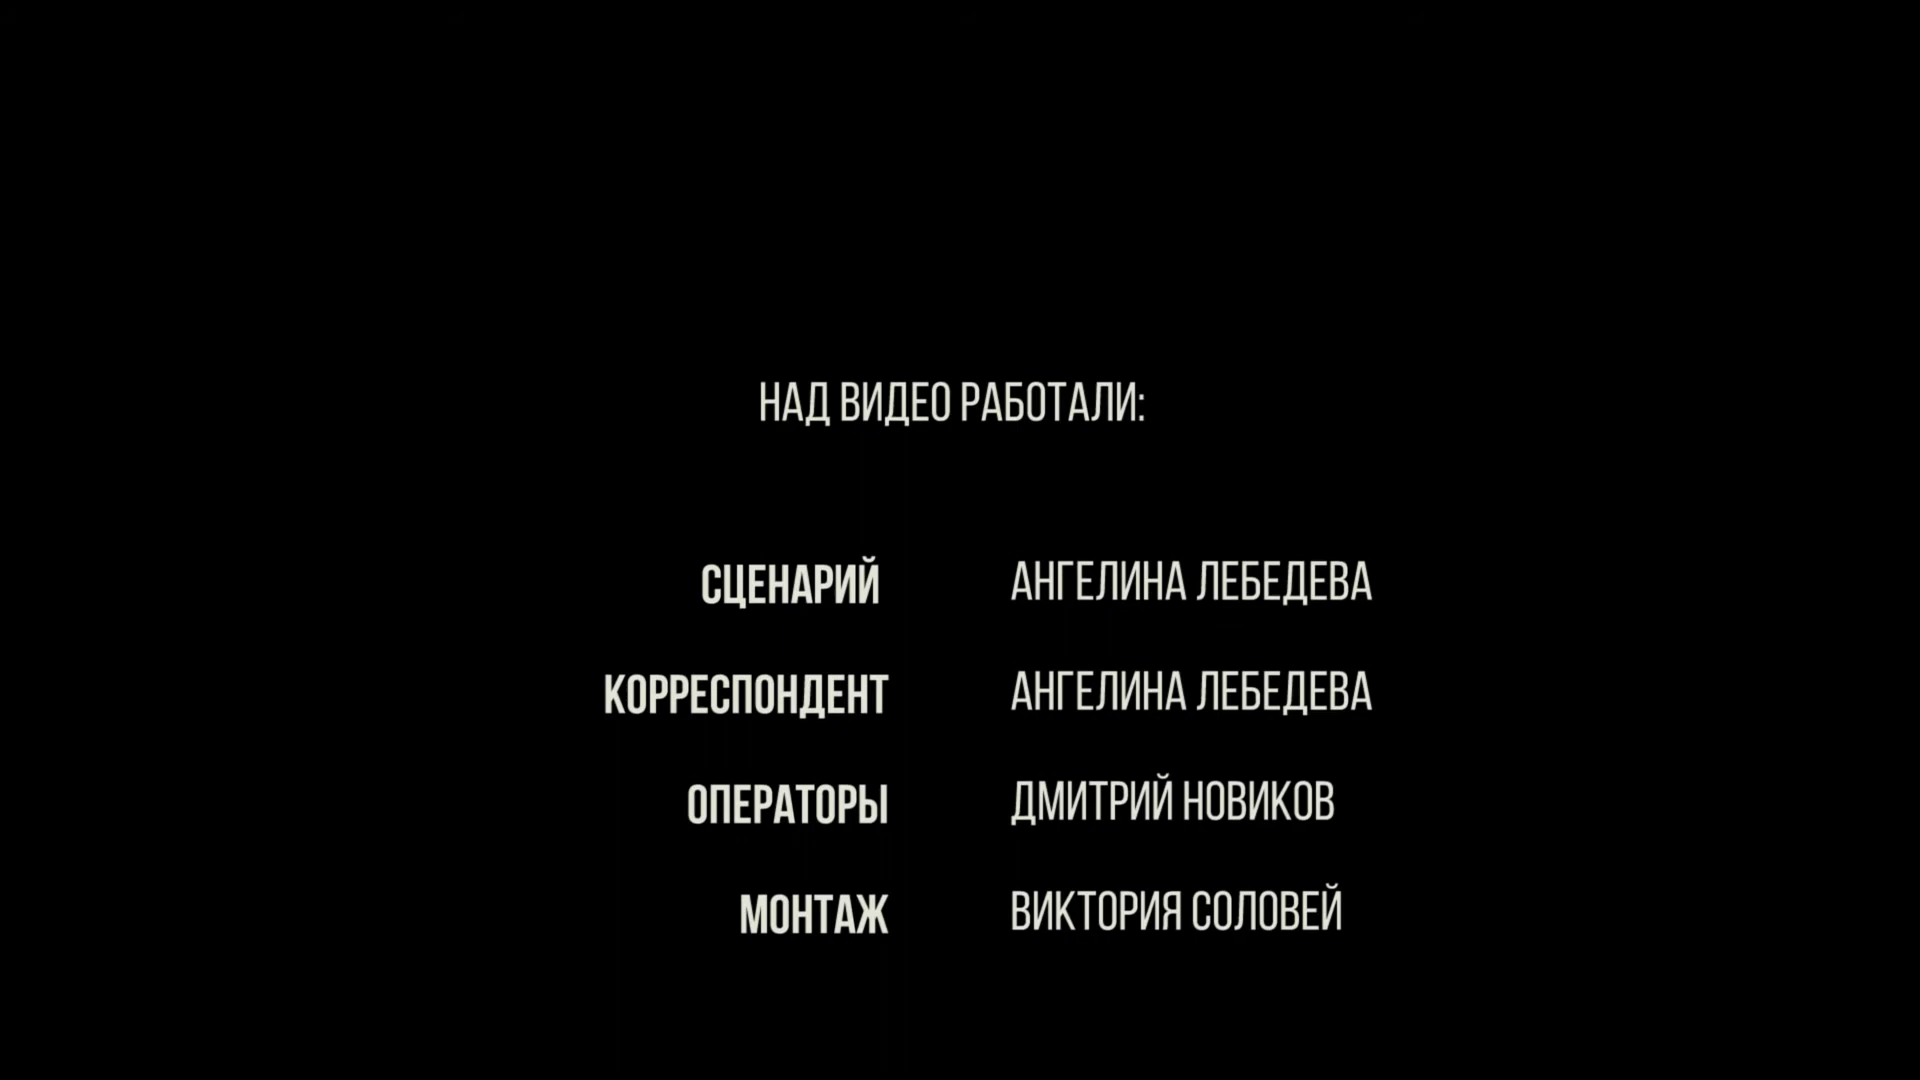 НАД ВИДЕО РАБОТАЛИ:
СЦЕНАРИЙ АНГЕЛИНА ЛЕБЕДЕВА
КОРРЕСПОНДЕНТ АНГЕЛИНА ЛЕБЕДЕВА
ОПЕРАТОРЫ ДМИТРИЙ НОВИКОВ
МОНТАЖ ВИКТОРИЯ СОЛОВЕЙ